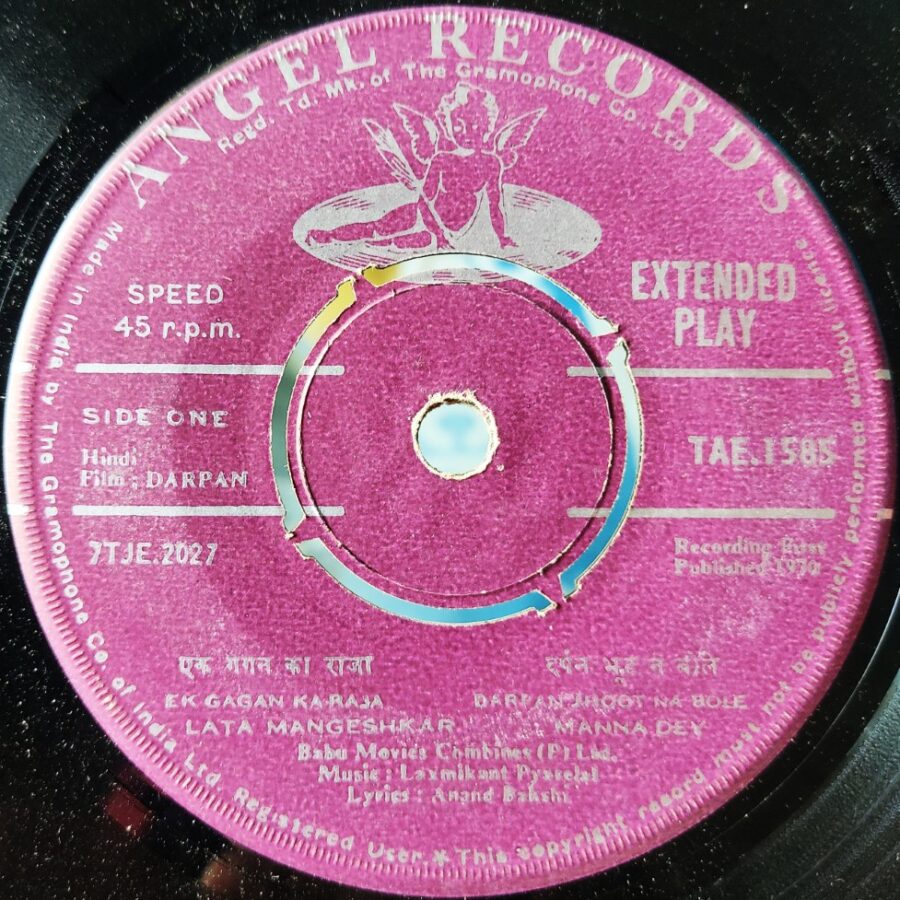 ANGEL RECORDS
Regd. Td. Mk. of The Gramophone Co. Ltd
EXTENDED
PLAY
SPEED
45 r.p.m.
SIDE ONE
Hindi
Film : DARPAN
TAE.1585
7TJE.2027
Recording First
Published 1970
एक गगन का राजा
दर्पन झूठ न बोले
EK GAGAN KA RAJA
DARPAN JHOOT NA BOLE
LATA MANGESHKAR
MANNA DEY
Babu Movies Combines (P) Ltd.
Music : Laxmikant Pyarelal
Lyrics : Anand Bakshi
Made in India by The Gramophone Co. of India Ltd. Registered User. * This copyright record must not be publicly performed without licence